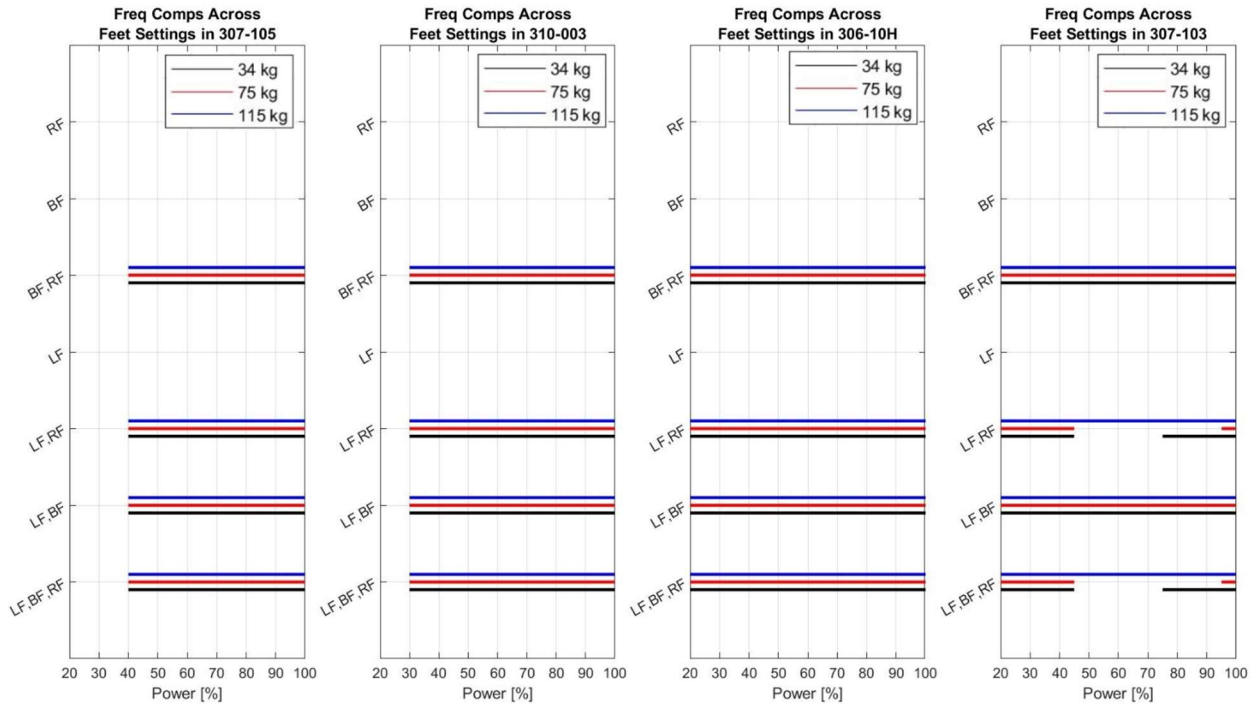 Freq Comps Across
Feet Settings in 307-105
34 kg
75 kg
115 kg
RF
BF
BF,RF
LF
LF,RF
LF,BF
LF,BF,RF
20 30 40 50 60 70 80 90 100
Power [%]
Freq Comps Across
Feet Settings in 310-003
34 kg
75 kg
115 kg
RF
BF
BF,RF
LF
LF,RF
LF,BF
LF,BF,RF
20 30 40 50 60 70 80 90 100
Power [%]
Freq Comps Across
Feet Settings in 306-10H
34 kg
75 kg
115 kg
RF
BF
BF,RF
LF
LF,RF
LF,BF
LF,BF,RF
20 30 40 50 60 70 80 90 100
Power [%]
Freq Comps Across
Feet Settings in 307-103
34 kg
75 kg
115 kg
RF
BF
BF,RF
LF
LF,RF
LF,BF
LF,BF,RF
20 30 40 50 60 70 80 90 100
Power [%]